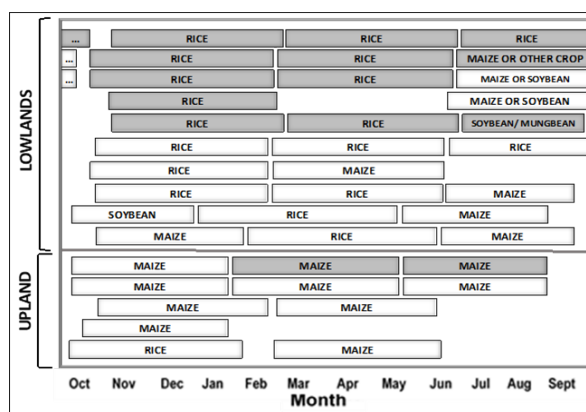 LOWLANDS
... RICE RICE RICE
... RICE RICE MAIZE OR OTHER CROP
... RICE RICE MAIZE OR SOYBEAN
RICE MAIZE OR SOYBEAN
RICE RICE SOYBEAN/ MUNGBEAN
RICE RICE RICE
RICE MAIZE
RICE RICE MAIZE
SOYBEAN RICE MAIZE
MAIZE RICE MAIZE
UPLAND
MAIZE MAIZE MAIZE
MAIZE MAIZE MAIZE
MAIZE MAIZE
MAIZE
RICE MAIZE
Oct Nov Dec Jan Feb Mar Apr May Jun Jul Aug Sept
Month